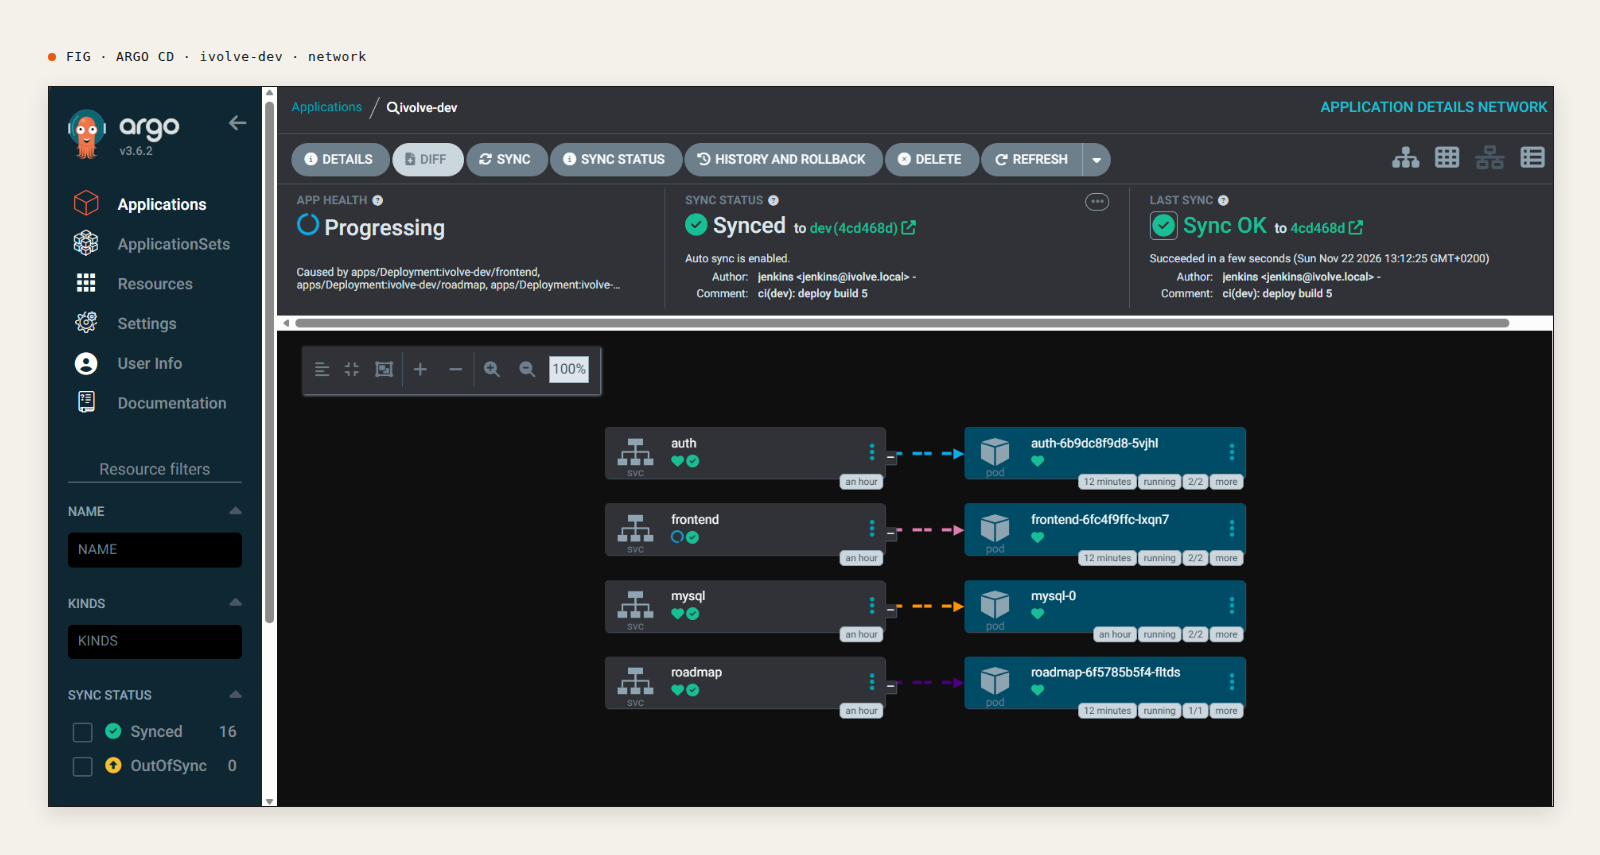 FIG · ARGO CD · ivolve-dev · network
argo
v3.6.2
Applications
ApplicationSets
Resources
Settings
User Info
Documentation
Resource filters
NAME
NAME
KINDS
KINDS
SYNC STATUS
Synced 16
OutOfSync 0
Applications / ivolve-dev
APPLICATION DETAILS NETWORK
DETAILS DIFF SYNC SYNC STATUS HISTORY AND ROLLBACK DELETE REFRESH
APP HEALTH
Progressing
Caused by apps/Deployment:ivolve-dev/frontend,
apps/Deployment:ivolve-dev/roadmap, apps/Deployment:ivolve-...
SYNC STATUS
Synced to dev (4cd468d)
Auto sync is enabled.
Author: jenkins <jenkins@ivolve.local> -
Comment: ci(dev): deploy build 5
LAST SYNC
Sync OK to 4cd468d
Succeeded in a few seconds (Sun Nov 22 2026 13:12:25 GMT+0200)
Author: jenkins <jenkins@ivolve.local> -
Comment: ci(dev): deploy build 5
100%
auth
svc
an hour
auth-6b9dc8f9d8-5vjhl
pod
12 minutes running 2/2 more
frontend
svc
an hour
frontend-6fc4f9ffc-lxqn7
pod
12 minutes running 2/2 more
mysql
svc
an hour
mysql-0
pod
an hour running 2/2 more
roadmap
svc
an hour
roadmap-6f5785b5f4-fltds
pod
12 minutes running 1/1 more